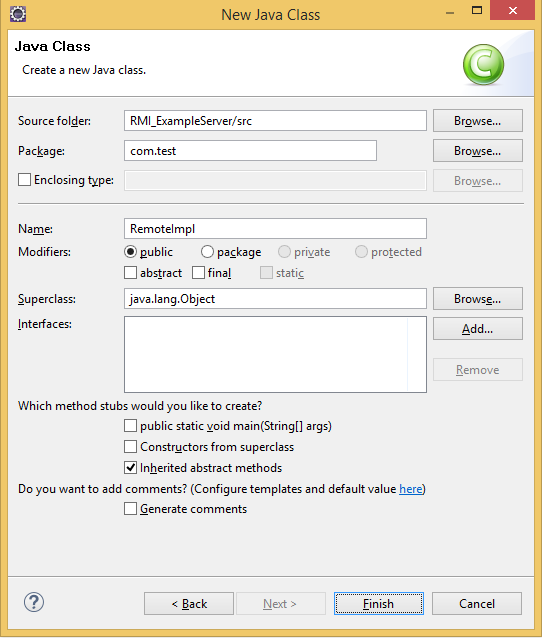 New Java Class
Java Class
Create a new Java class.
C
Source folder: RMI_ExampleServer/src Browse...
Package: com.test Browse...
Enclosing type: Browse...
Name: RemoteImpl
Modifiers: public package private protected
abstract final static
Superclass: java.lang.Object Browse...
Interfaces: Add...
Remove
Which method stubs would you like to create?
public static void main(String[] args)
Constructors from superclass
Inherited abstract methods
Do you want to add comments? (Configure templates and default value here)
Generate comments
? < Back Next > Finish Cancel